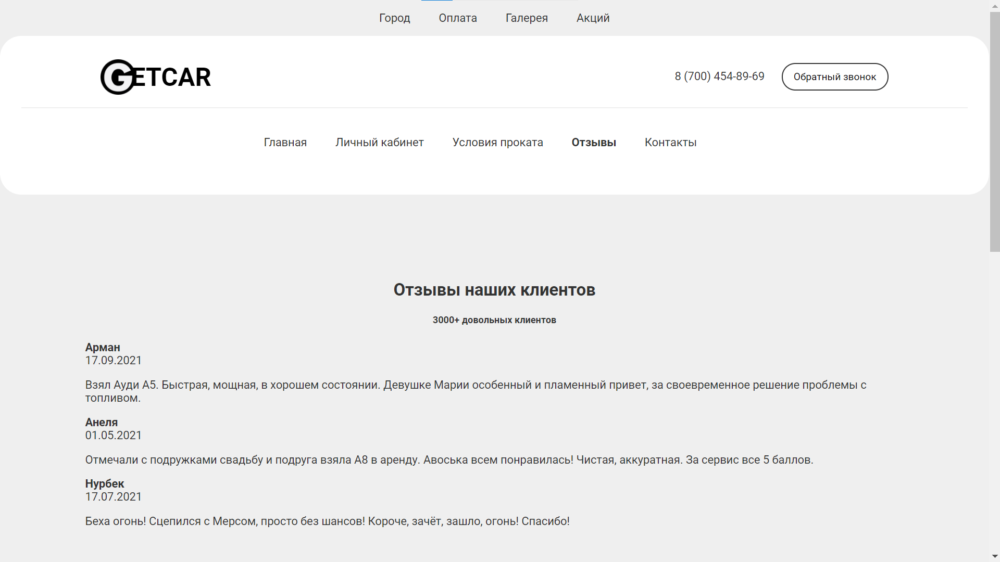 Город Оплата Галерея Акций
GETCAR
8 (700) 454-89-69 Обратный звонок
Главная Личный кабинет Условия проката Отзывы Контакты
Отзывы наших клиентов
3000+ довольных клиентов
Арман
17.09.2021
Взял Ауди А5. Быстрая, мощная, в хорошем состоянии. Девушке Марии особенный и пламенный привет, за своевременное решение проблемы с
топливом.
Анеля
01.05.2021
Отмечали с подружками свадьбу и подруга взяла А8 в аренду. Авоська всем понравилась! Чистая, аккуратная. За сервис все 5 баллов.
Нурбек
17.07.2021
Беха огонь! Сцепился с Мерсом, просто без шансов! Короче, зачёт, зашло, огонь! Спасибо!